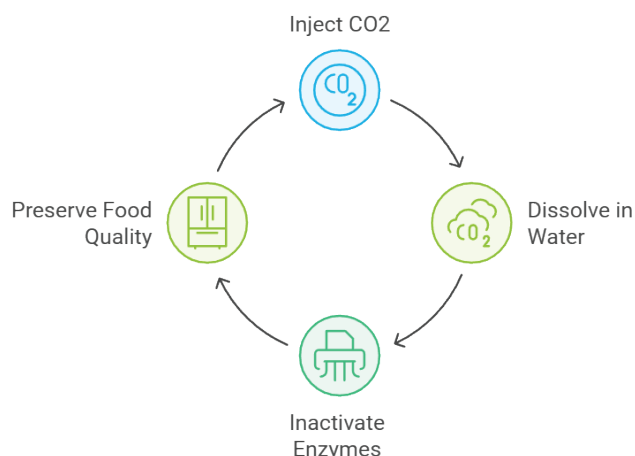 Inject CO2
CO2
Preserve Food
Quality
Dissolve in
Water
CO2
Inactivate
Enzymes